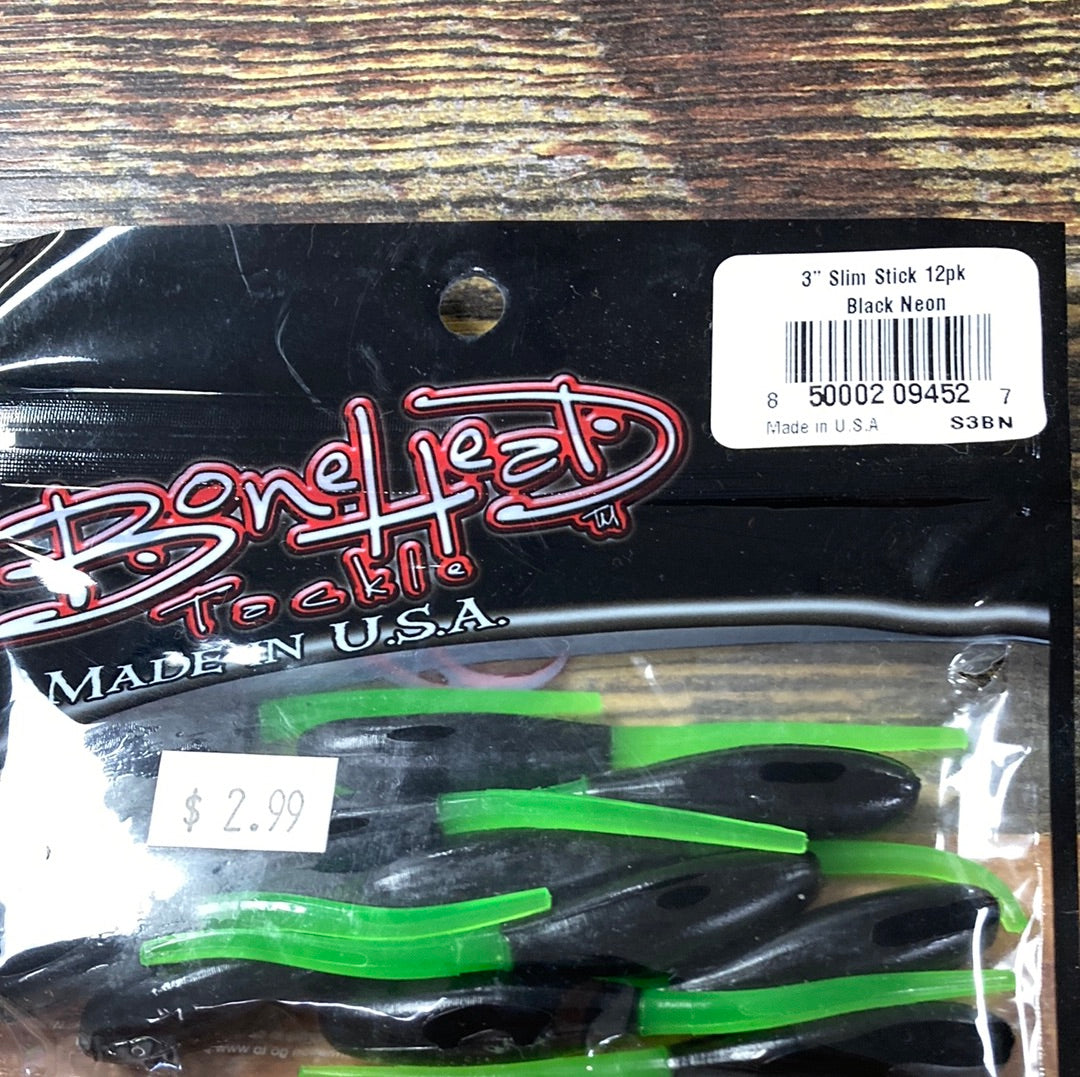 3” Slim Stick 12pk
Black Neon
8 50002 09452 7
Made in U.S.A S3BN
BoneHead TM
Tackle
MADE IN U.S.A.
$ 2.99